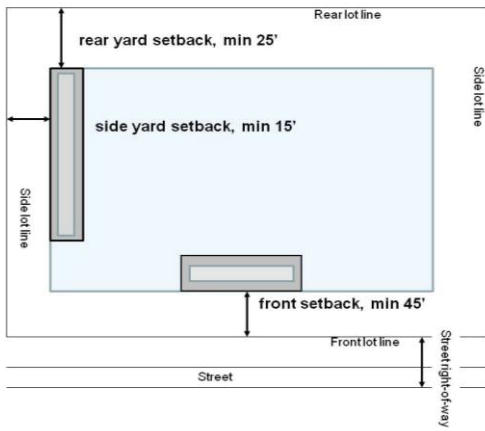 Rear lot line
rear yard setback, min 25'
side yard setback, min 15'
Side lot line
Side lot line
front setback, min 45'
Front lot line
Street right-of-way
Street